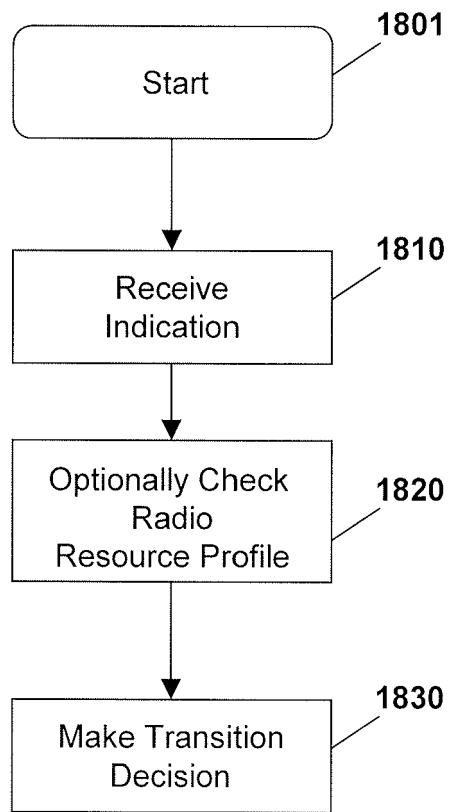 1801
Start
1810
Receive
Indication
1820
Optionally Check
Radio
Resource Profile
1830
Make Transition
Decision